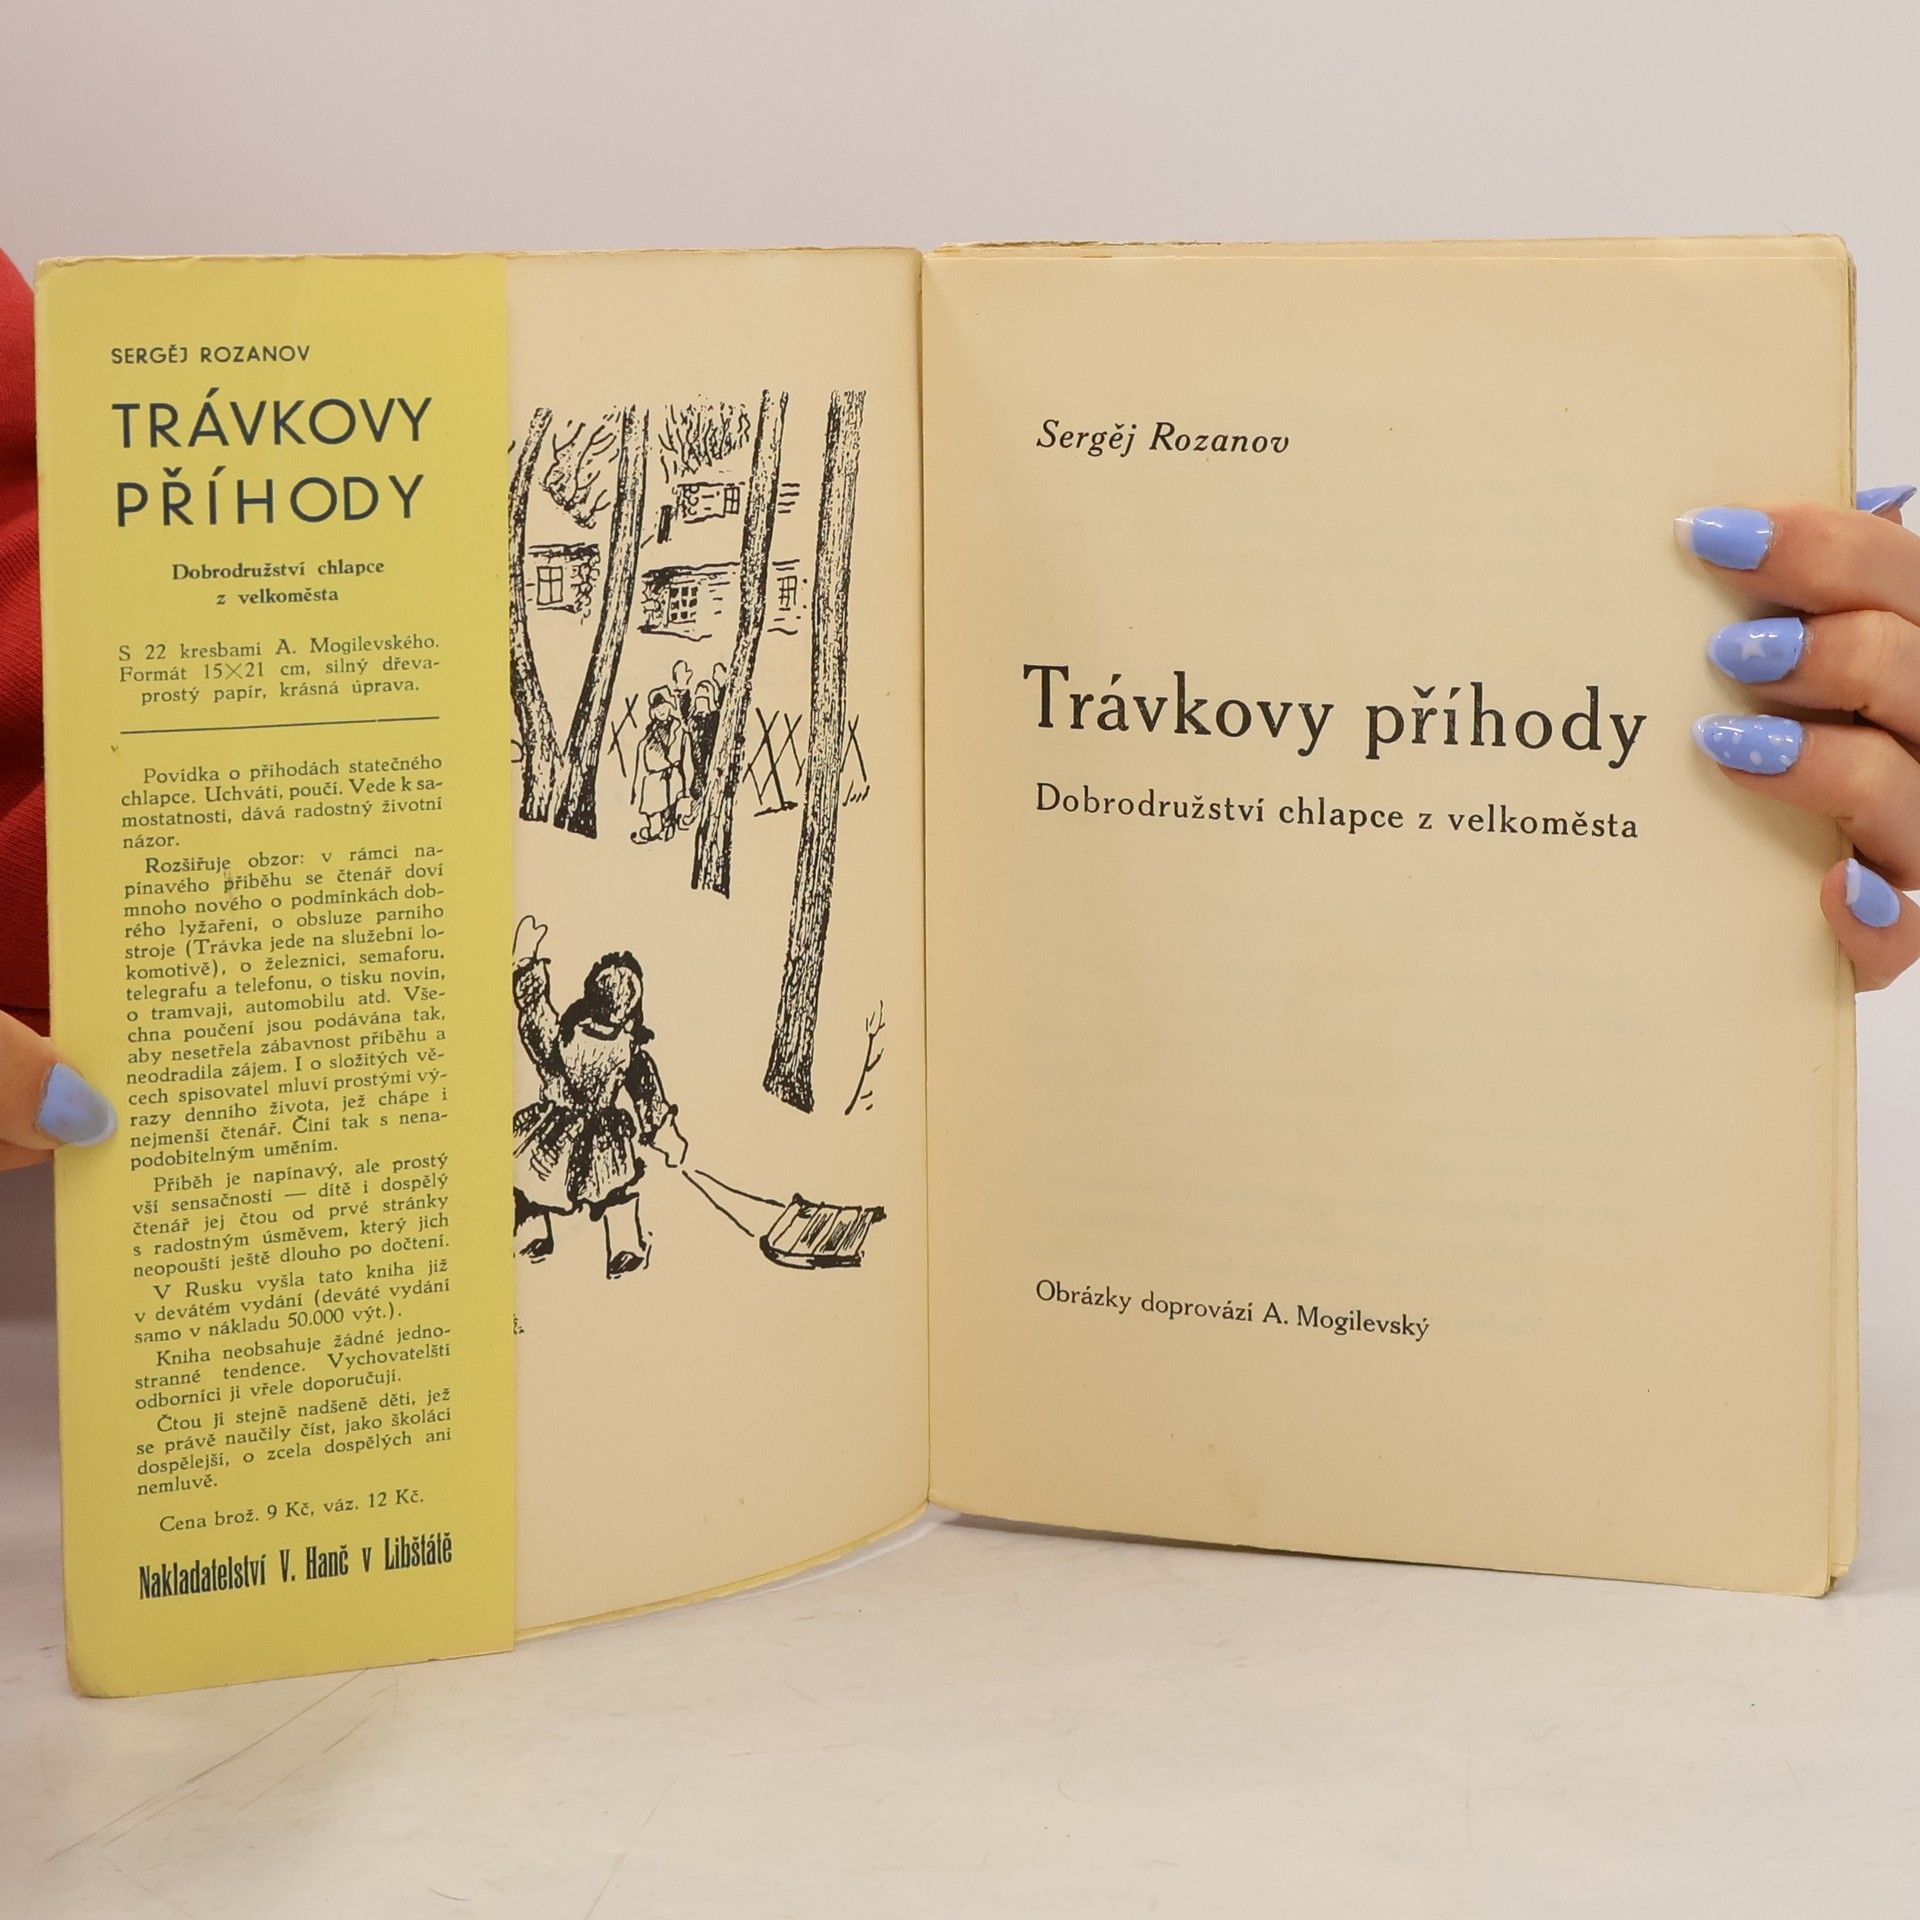 SERGĚJ ROZANOV
TRÁVKOVY
PŘÍHODY
Dobrodružství chlapce
z velkoměsta
S 22 kresbami A. Mogilevského.
Formát 15×21 cm, silný dřeva-
prostý papír, krásná úprava.
Povídka o příhodách statečného
chlapce. Uchvátí, poučí. Vede k sa-
mostatnosti, dává radostný životní
názor.
Rozšiřuje obzor: v rámci na-
pínavého příběhu se čtenář doví
mnoho nového o podmínkách dob-
rého lyžaření, o obsluze parního
stroje (Trávka jede na služební lo-
komotivě), o železnici, semaforu,
telegrafu a telefonu, o tisku novin,
o tramvaji, automobilu atd. Vše-
chna poučení jsou podávána tak,
aby nesetřela zábavnost příběhu a
neodradila zájem. I o složitých vě-
cech spisovatel mluví prostými vý-
razy denního života, jež chápe i
nejmenší čtenář. Činí tak s nena-
podobitelným uměním.
Příběh je napínavý, ale prostý
vší sensačnosti — dítě i dospělý
čtenář jej čtou od prvé stránky
s radostným úsměvem, který jich
neopouští ještě dlouho po dočtení.
V Rusku vyšla tato kniha již
v devátém vydání (deváté vydání
samo v nákladu 50.000 výt.).
Kniha neobsahuje žádné jedno-
stranné tendence. Vychovatelští
odborníci ji vřele doporučují.
Čtou ji stejně nadšeně děti, jež
se právě naučily číst, jako školáci
dospělejší, o zcela dospělých ani
nemluvě.
Cena brož. 9 Kč, váz. 12 Kč.
Nakladatelství V. Hanč v Libštátě
Sergěj Rozanov
Trávkovy příhody
Dobrodružství chlapce z velkoměsta
Obrázky doprovází A. Mogilevský